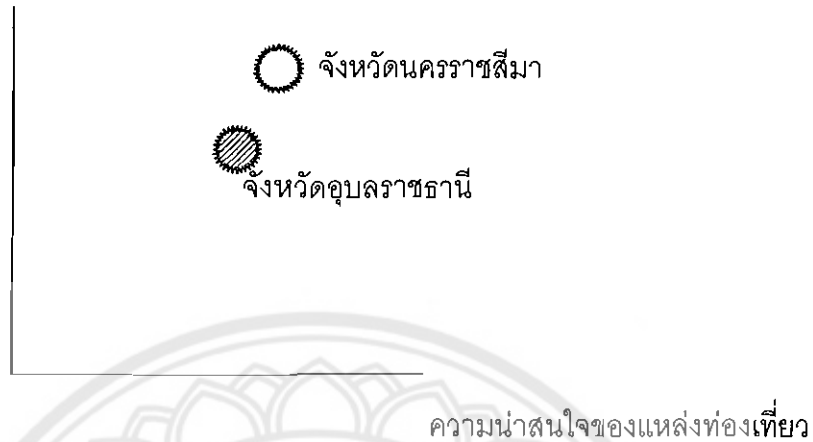 จังหวัดนครราชสีมา
จังหวัดอุบลราชธานี
ความน่าสนใจของแหล่งท่องเที่ยว